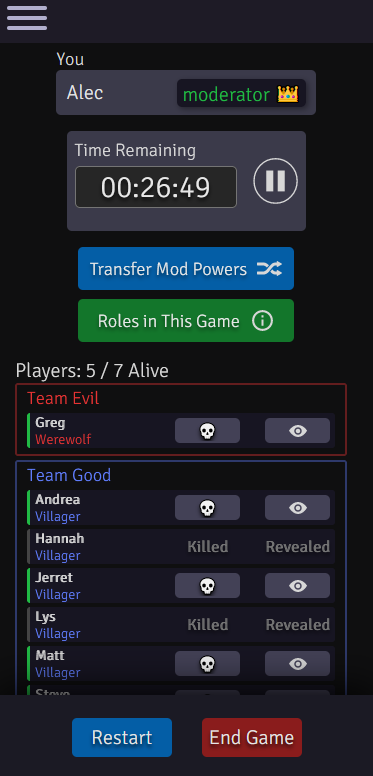 You
Alec moderator
Time Remaining
00:26:49
Transfer Mod Powers
Roles in This Game
Players: 5 / 7 Alive
Team Evil
Greg
Werewolf
Team Good
Andrea
Villager
Hannah
Villager Killed Revealed
Jerret
Villager
Lys
Villager Killed Revealed
Matt
Villager
Steve
Restart End Game